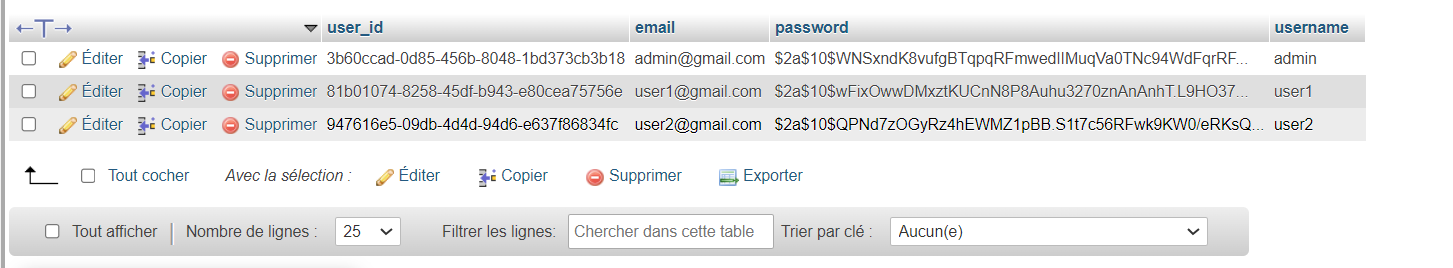 user_id email password username
Éditer Copier Supprimer 3b60ccad-0d85-456b-8048-1bd373cb3b18 admin@gmail.com $2a$10$WNSxndK8vufgBTqpqRFmwedlIMuqVa0TNc94WdFqrRF... admin
Éditer Copier Supprimer 81b01074-8258-45df-b943-e80cea75756e user1@gmail.com $2a$10$wFixOwwDMxztKUCnN8P8Auhu3270znAnAnhT.L9HO37... user1
Éditer Copier Supprimer 947616e5-09db-4d4d-94d6-e637f86834fc user2@gmail.com $2a$10$QPNd7zOGyRz4hEWMZ1pBB.S1t7c56RFwk9KW0/eRKsQ... user2
Tout cocher Avec la sélection : Éditer Copier Supprimer Exporter
Tout afficher Nombre de lignes : 25 Filtrer les lignes: Chercher dans cette table Trier par clé : Aucun(e)